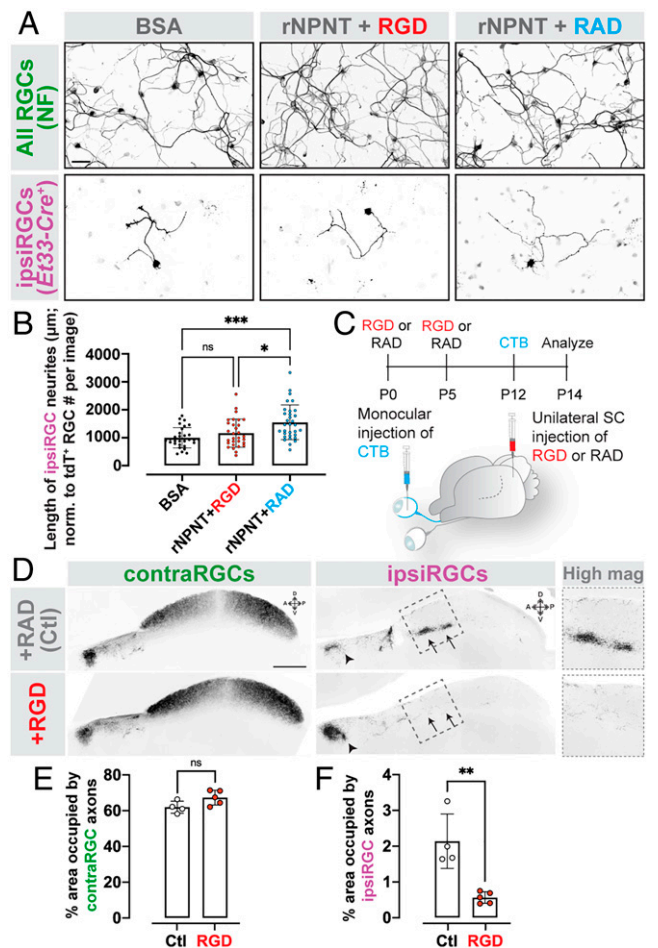 A
BSA
rNPNT + RGD
rNPNT + RAD
All RGCs
(NF)
ipsiRGCs
(Et33-Cre+)
B
Length of ipsiRGC neurites (μm;
norm. to tdT+ RGC # per image)
***
ns
*
4000
3000
2000
1000
0
BSA
rNPNT+RGD
rNPNT+RAD
C
RGD or
RAD
RGD or
RAD
CTB
Analyze
P0
P5
P12
P14
Monocular
injection of
CTB
Unilateral SC
injection of
RGD or RAD
D
contraRGCs
ipsiRGCs
High mag
+RAD
(Ctl)
D
A
P
V
D
A
P
V
+RGD
E
% area occupied by
contraRGC
axons
ns
80
60
40
20
0
Ctl
RGD
F
% area occupied by
ipsiRGC
axons
**
4
3
2
1
0
Ctl
RGD